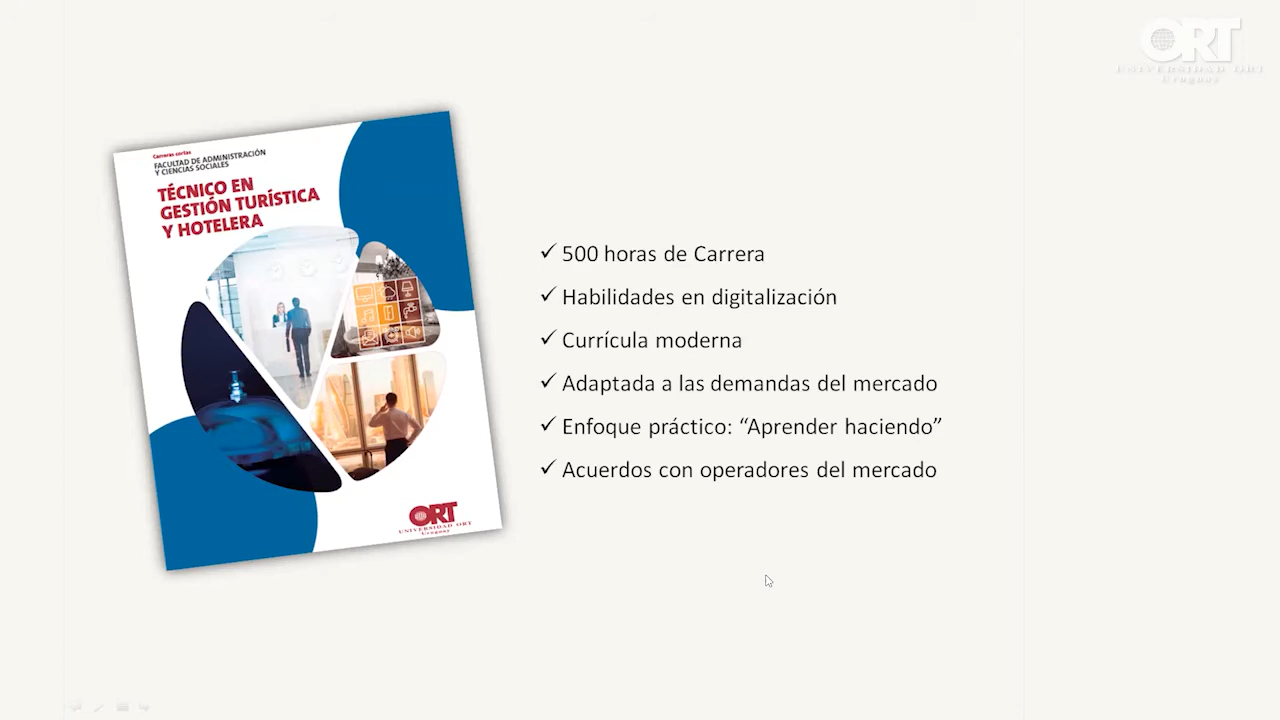 ORT
UNIVERSIDAD ORT
Uruguay
Carreras cortas
FACULTAD DE ADMINISTRACIÓN
Y CIENCIAS SOCIALES
TÉCNICO EN
GESTIÓN TURÍSTICA
Y HOTELERA
ORT
UNIVERSIDAD ORT
Uruguay
✓ 500 horas de Carrera
✓ Habilidades en digitalización
✓ Currícula moderna
✓ Adaptada a las demandas del mercado
✓ Enfoque práctico: “Aprender haciendo”
✓ Acuerdos con operadores del mercado